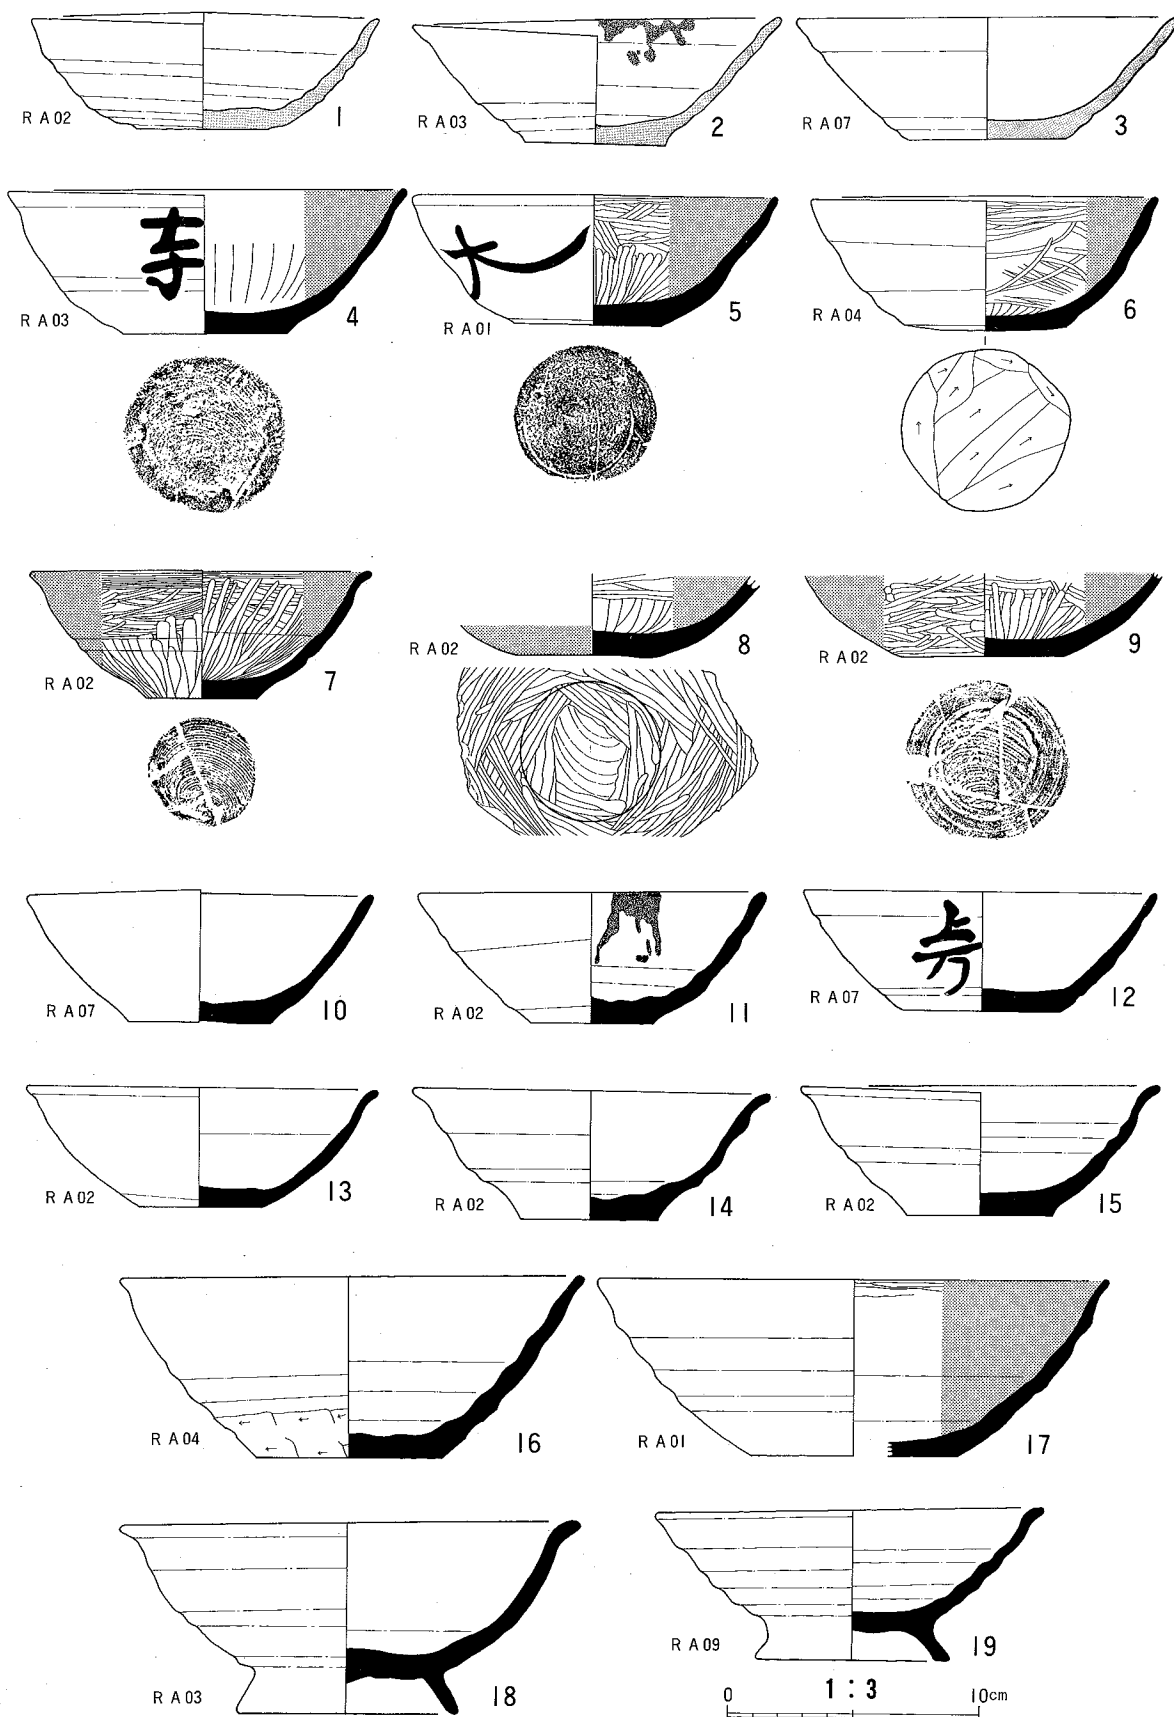 RA02 1
RA03 2
RA07 3
寺
RA03 4
RA01 5
RA04 6
RA02 7
RA02 8
RA02 9
RA07 10
RA02 11
RA07 12
RA02 13
RA02 14
RA02 15
RA04 16
RA01 17
RA03 18
RA09 19
0 1:3 10cm